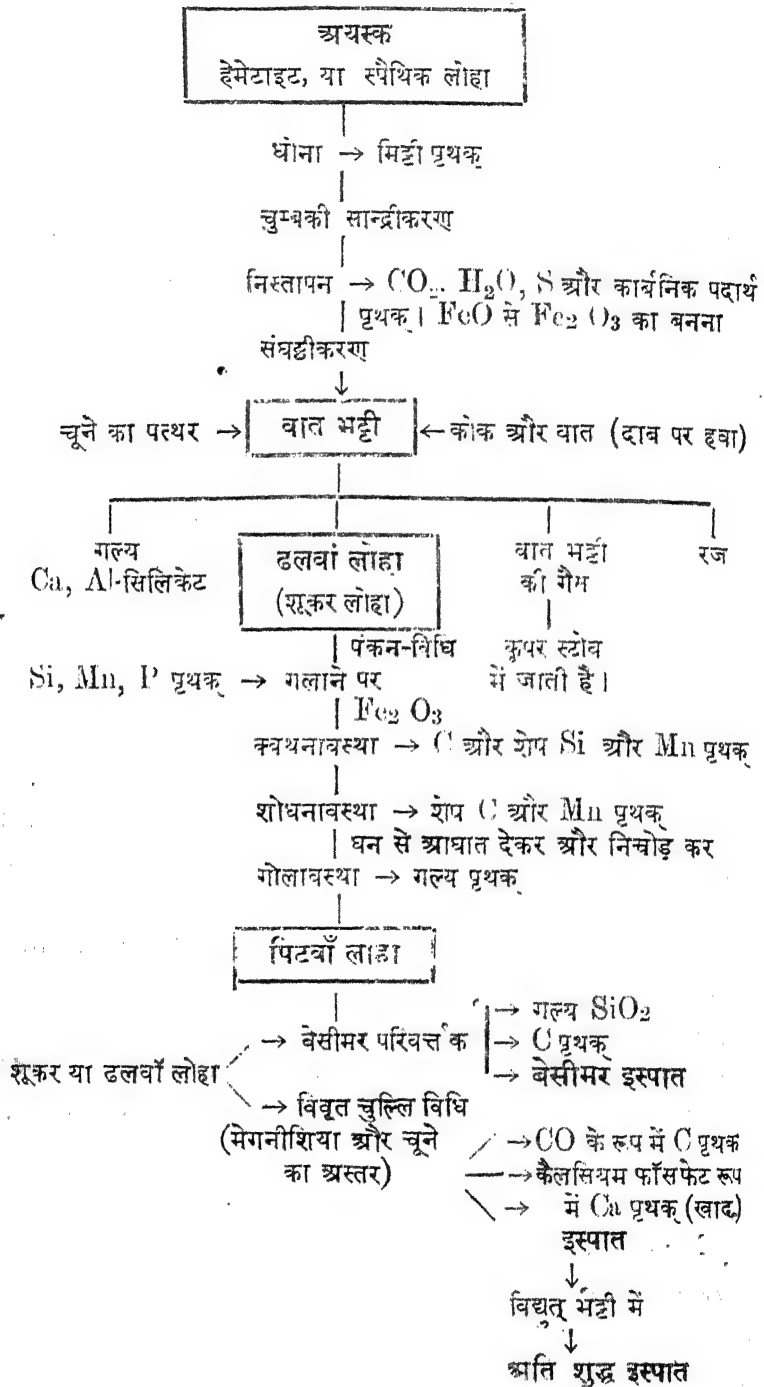 अयस्क
हेमेटाइट, या स्पैथिक लोहा
धोना → मिट्टी पृथक्
चुम्बकी सान्द्रीकरण
निस्तापन → CO₂, H₂O, S और कार्बनिक पदार्थ
पृथक्। FeO से Fe₂O₃ का बनना
संघट्टीकरण
चूने का पत्थर → वात भट्टी ← कोक और वात (दाब पर हवा)
गल्य
Ca, Al-सिलिकेट
ढलवां लोहा
(शूकर लोहा)
वात भट्टी
की गैस
रज
पंकन-विधि
कूपर स्टोव
में जाती है।
Si, Mn, P पृथक् → गलाने पर
Fe₂O₃
क्वथनावस्था → C और शेष Si और Mn पृथक्
शोधनावस्था → शेष C और Mn पृथक्
घन से आघात देकर और निचोड़ कर
गोलावस्था → गल्य पृथक्
पिटवाँ लोहा
शूकर या ढलवाँ लोहा
→ बेसीमर परिवर्त्तक
→ गल्य SiO₂
→ C पृथक्
→ बेसीमर इस्पात
→ विवृत चुल्लि विधि
(मेगनीशिया और चूने
का अस्तर)
→ CO के रूप में C पृथक
→ कैलसियम फॉसफेट रूप
→ में Ca पृथक् (खाद)
इस्पात
विद्युत् भट्टी में
अति शुद्ध इस्पात